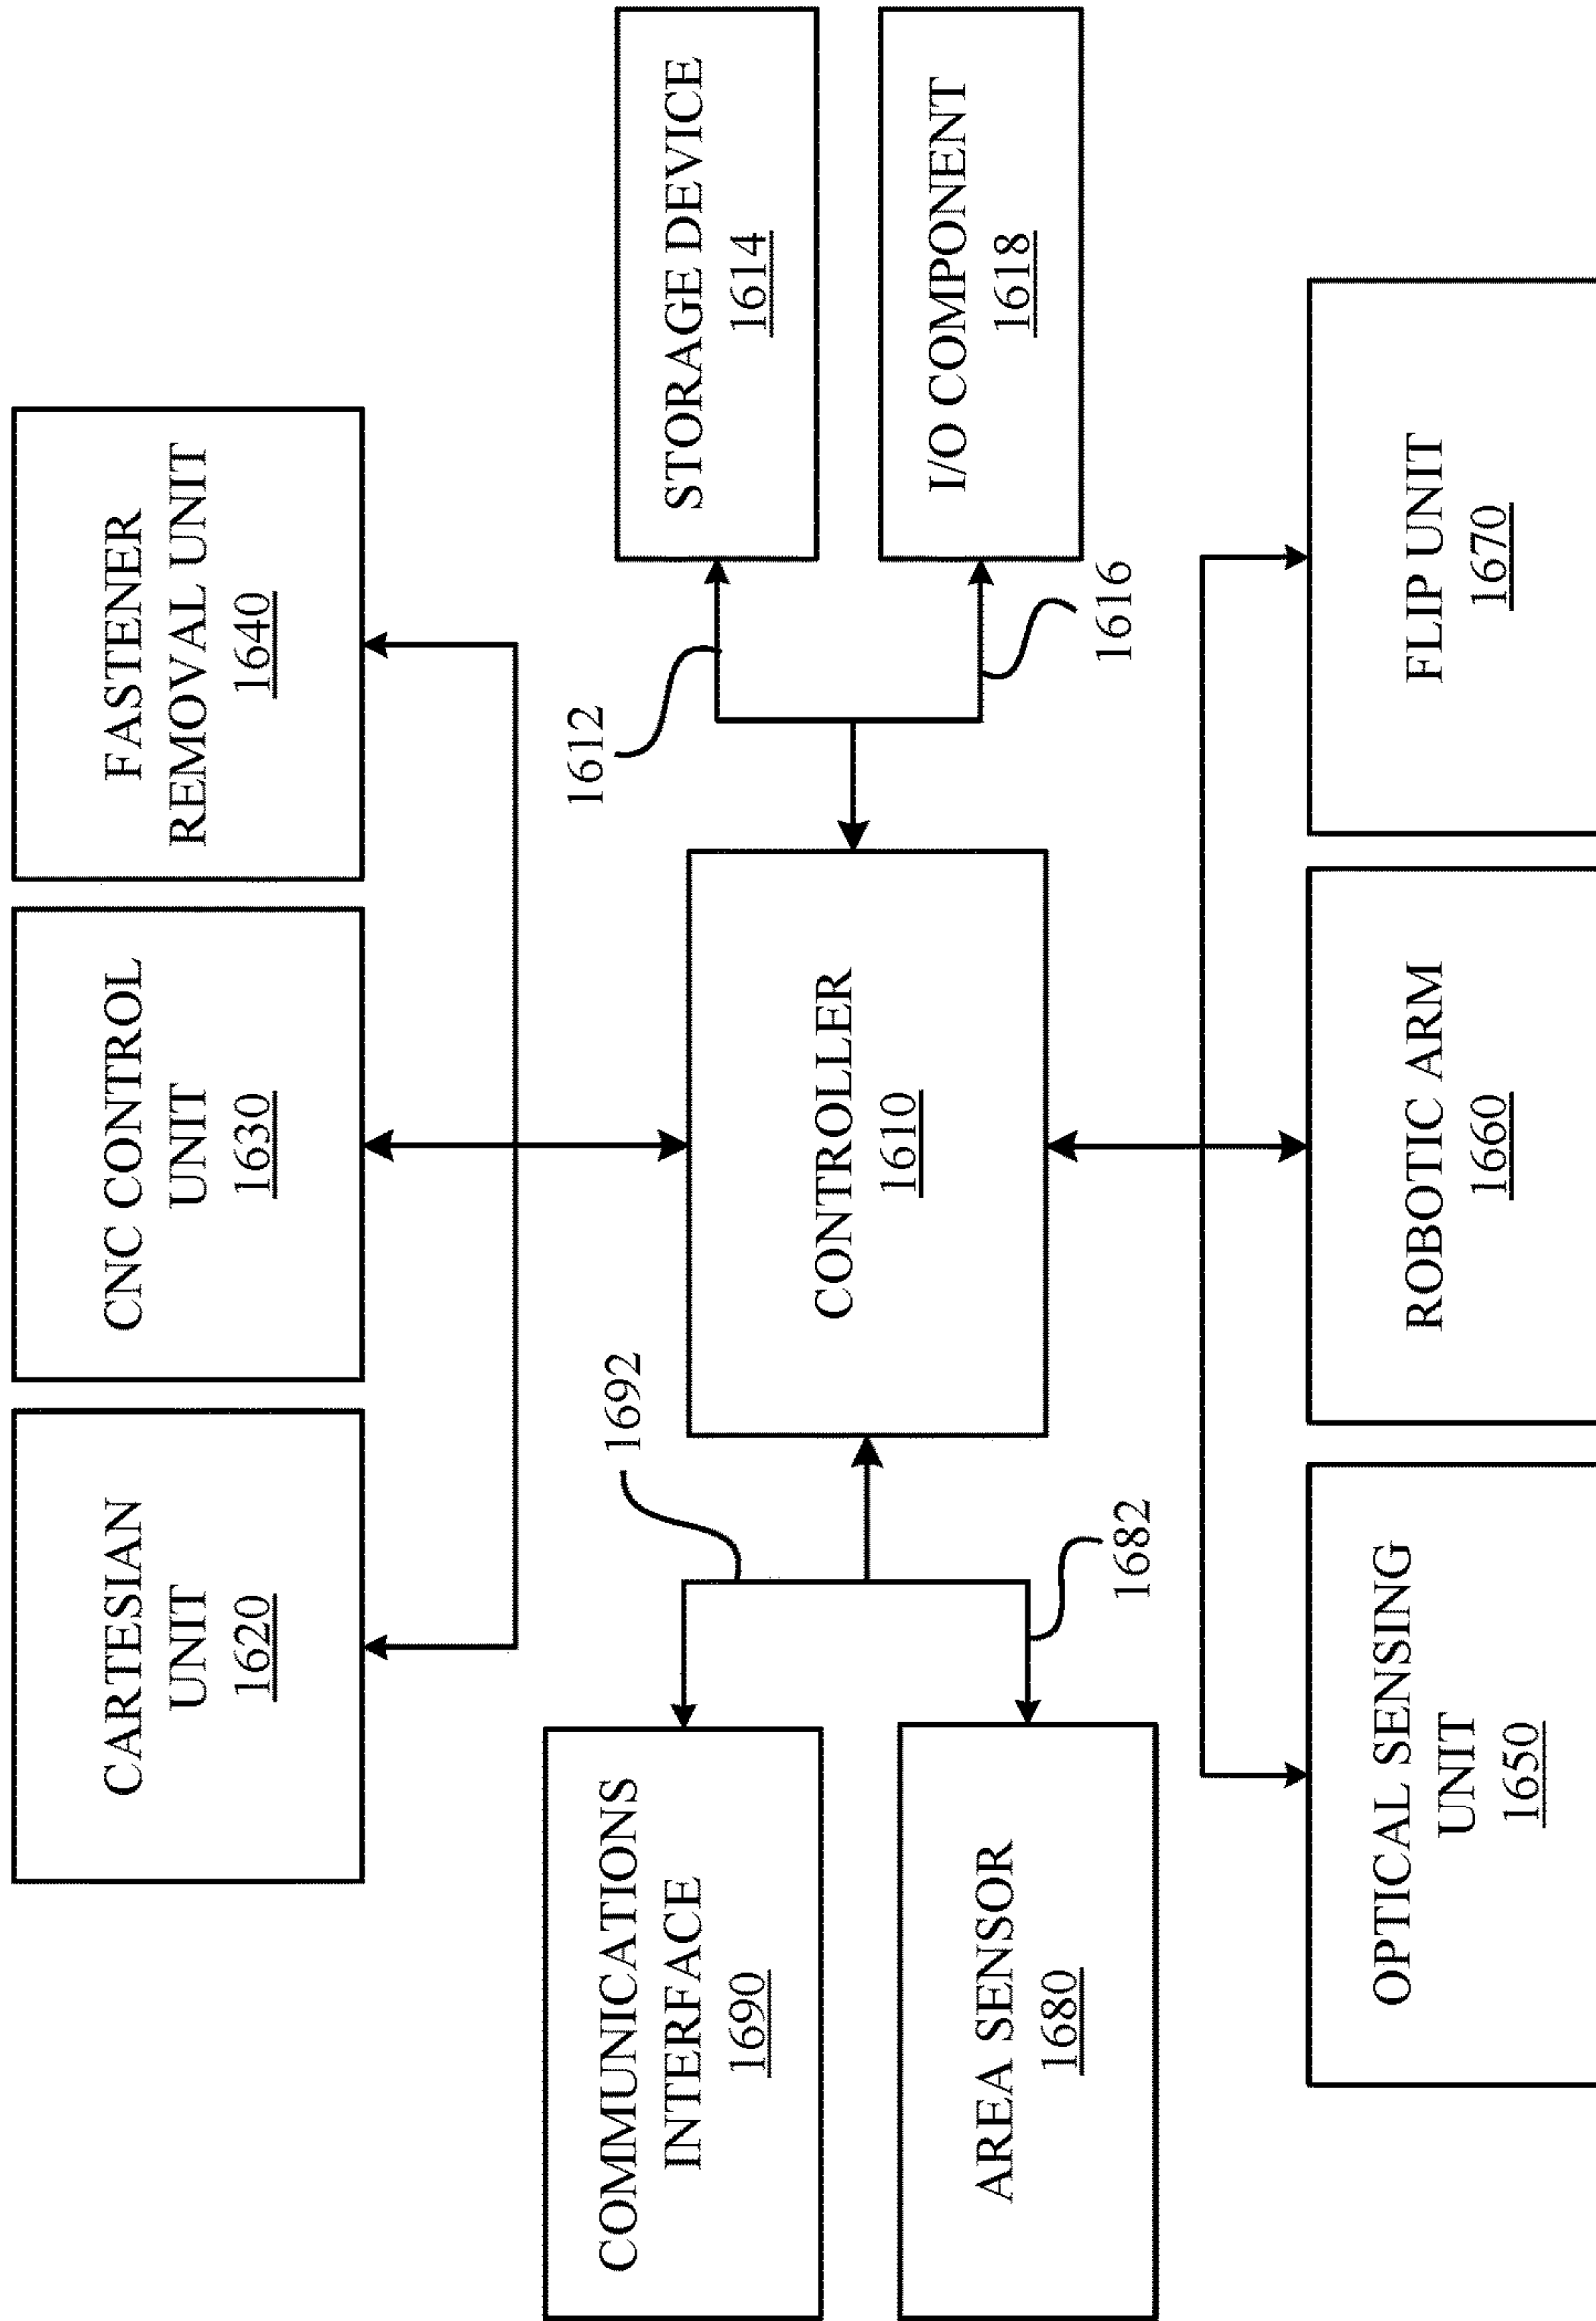 CARTESIAN
UNIT
1620
CNC CONTROL
UNIT
1630
FASTENER
REMOVAL UNIT
1640
COMMUNICATIONS
INTERFACE
1690
1692
1612
STORAGE DEVICE
1614
CONTROLLER
1610
AREA SENSOR
1680
1682
1616
I/O COMPONENT
1618
OPTICAL SENSING
UNIT
1650
ROBOTIC ARM
1660
FLIP UNIT
1670